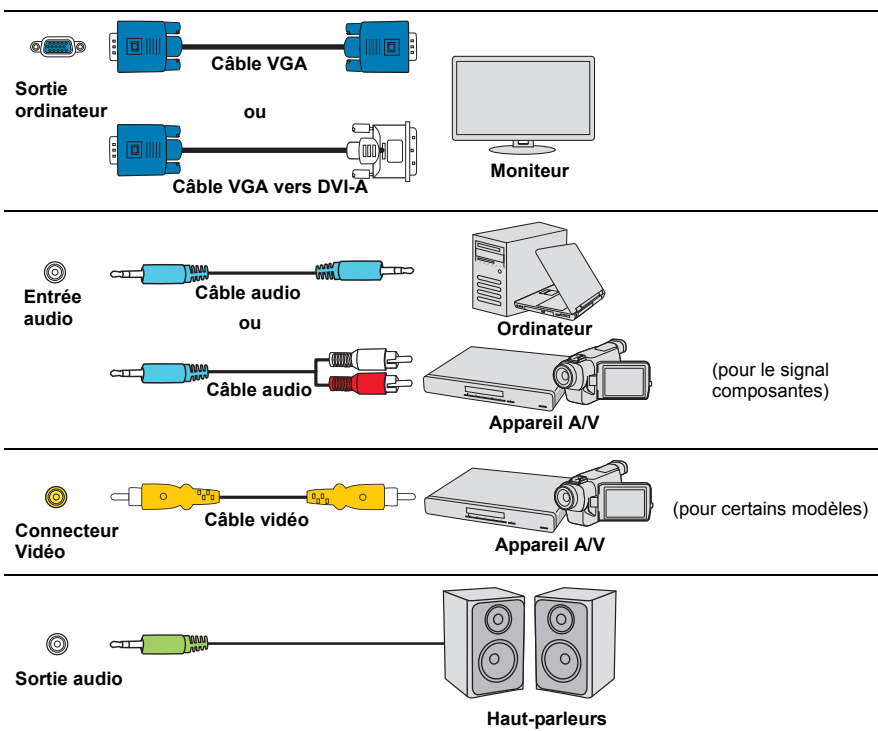 Câble VGA
Sortie
ordinateur
ou
Câble VGA vers DVI-A
Moniteur
Entrée
audio
Câble audio
ou
Ordinateur
Câble audio
(pour le signal
composantes)
Appareil A/V
Connecteur
Vidéo
Câble vidéo
(pour certains modèles)
Appareil A/V
Sortie audio
Haut-parleurs